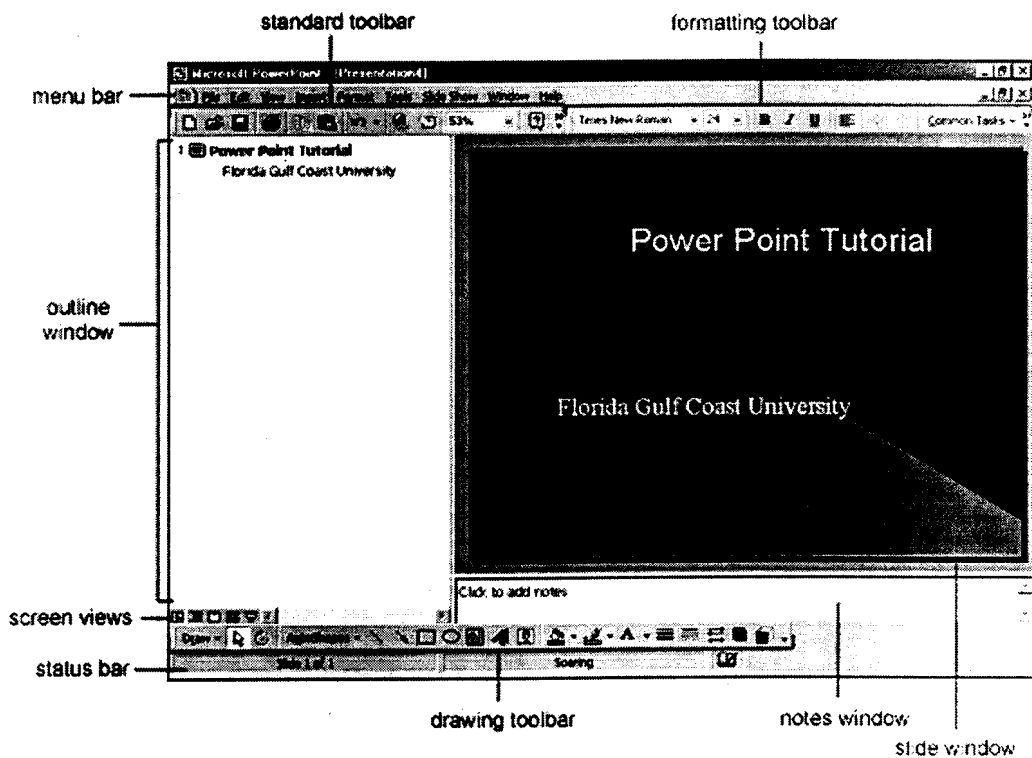 standard toolbar
formatting toolbar
Microsoft PowerPoint - [Presentation4]
menu bar
File Edit View Insert Format Tools Slide Show Window Help
53%
Times New Roman
24
B I U
Common Tasks
1 Power Point Tutorial
Florida Gulf Coast University
Power Point Tutorial
outline
window
Florida Gulf Coast University
Click to add notes
screen views
Draw
AutoShapes
A
status bar
Slide 1 of 1
Soaring
drawing toolbar
notes window
slide window